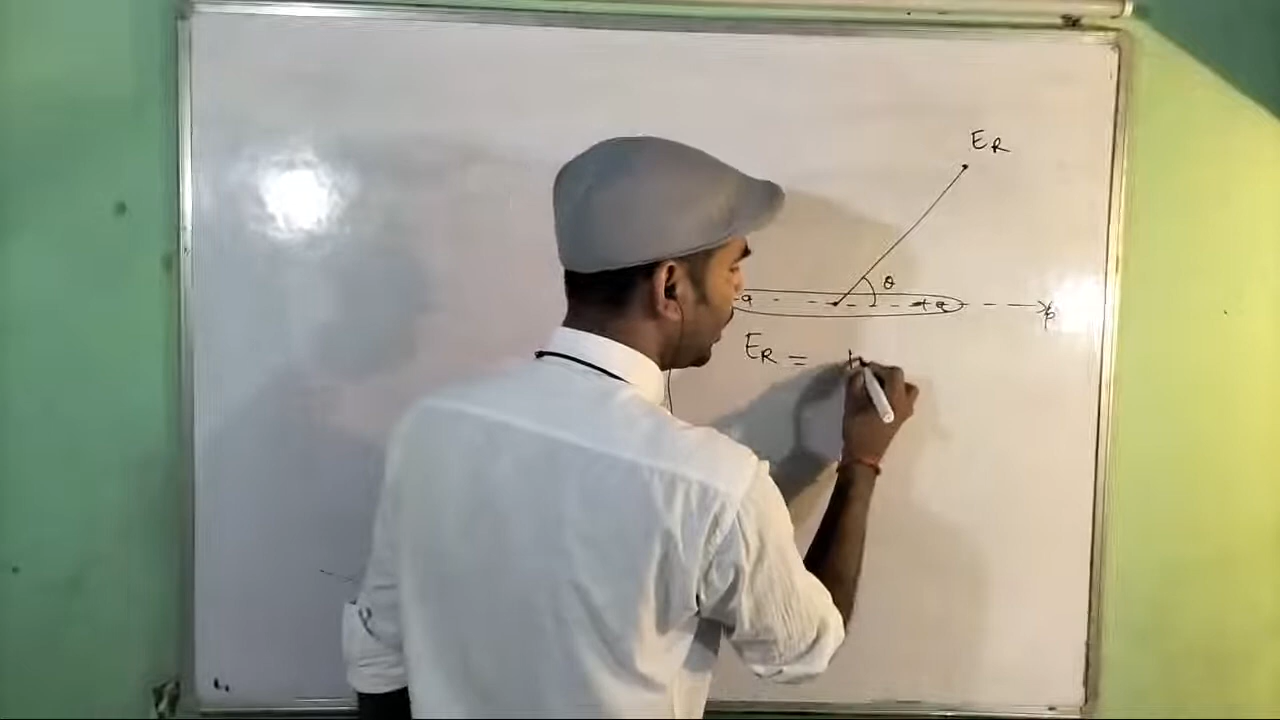 E_R
θ
-q +q p
E_R =